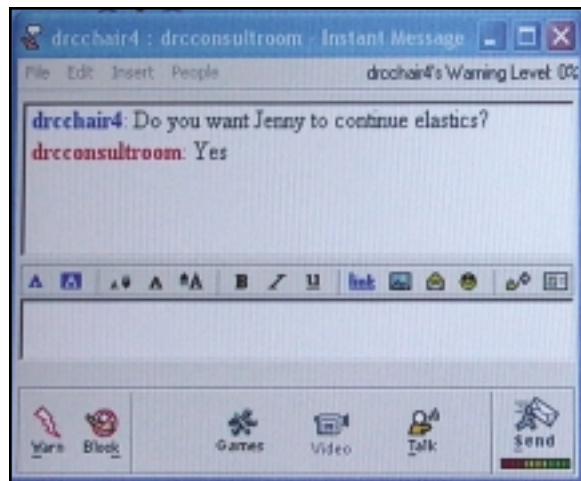 drcchair4 : drcconsultroom - Instant Message
File Edit Insert People drcchair4's Warning Level: 0%
drcchair4: Do you want Jenny to continue elastics?
drcconsultroom: Yes
A A A A A B I U link
Warn Block Games Video Talk Send